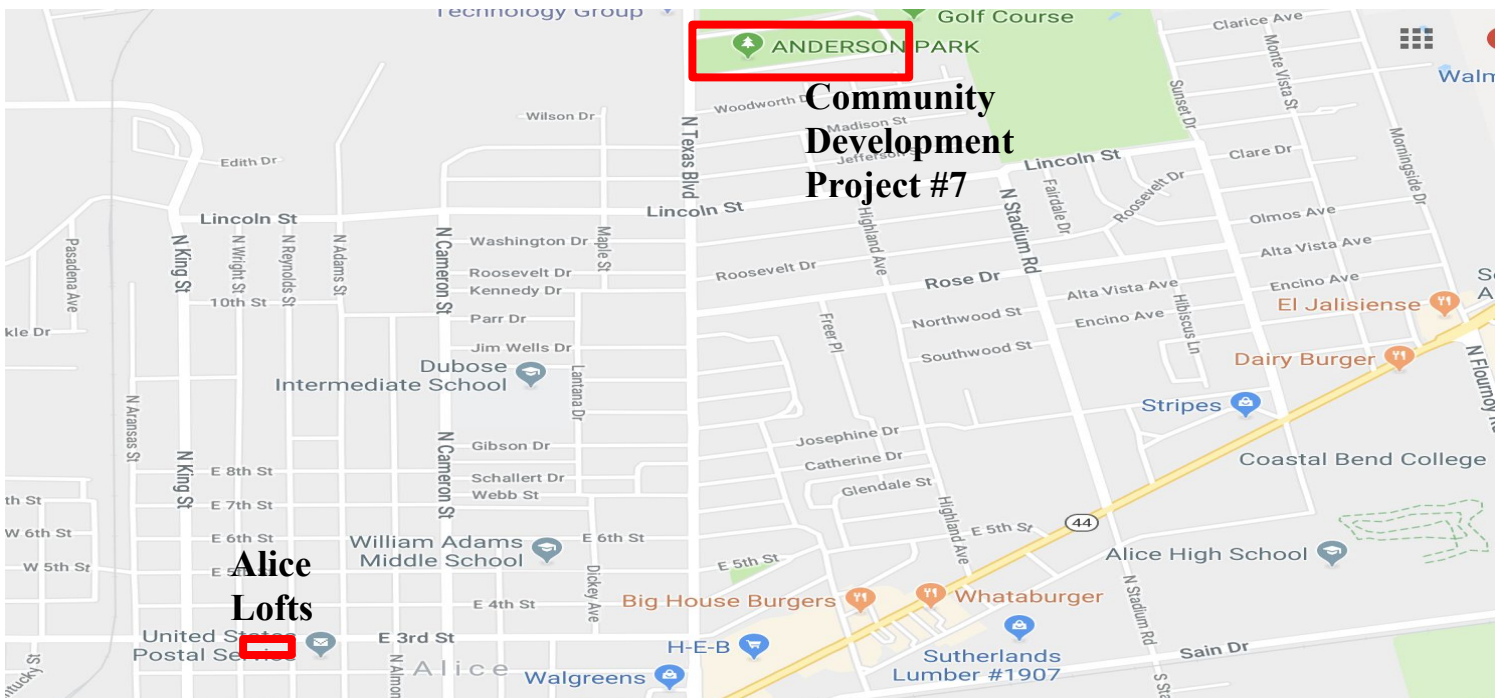 Technology Group
Golf Course
Clarice Ave
ANDERSON PARK
Monte Vista St
Walm
Community
Development
Project #7
Woodworth D
Sunset Dr
Wilson Dr
N Texas Blvd
Madison St
Jefferson St
Morningside Dr
Edith Dr
Lincoln St
Clare Dr
Roosevelt Dr
Fairdale Dr
N Stadium Rd
Lincoln St
Lincoln St
Olmos Ave
Pasadena Ave
N King St
N Wright St
N Reynolds St
N Adams St
N Cameron St
Washington Dr
Maple St
Highland Ave
Alta Vista Ave
Roosevelt Dr
Roosevelt Dr
Rose Dr
Kennedy Dr
Alta Vista Ave
Encino Ave
S
A
10th St
El Jalisiense
Hibiscus Ln
kle Dr
Parr Dr
Freer Pl
Northwood St
Encino Ave
Jim Wells Dr
Southwood St
Dairy Burger
Dubose
Intermediate School
Lantana Dr
N Flournoy R
N Aransas St
Stripes
N Cameron St
Gibson Dr
Josephine Dr
N King St
E 8th St
Catherine Dr
Coastal Bend College
Schallert Dr
Webb St
Glendale St
th St
E 7th St
Highland Ave
W 6th St
E 6th St
William Adams
Middle School
E 6th St
E 5th St
44
Alice
Lofts
W 5th St
E 5th St
E 5th St
Alice High School
Dickey Ave
N Stadium Rd
E 4th St
Big House Burgers
Whataburger
United States
Postal Service
E 3rd St
H-E-B
Sutherlands
Lumber #1907
Sain Dr
N Almon
Alice
Walgreens
S Sta
ntucky St